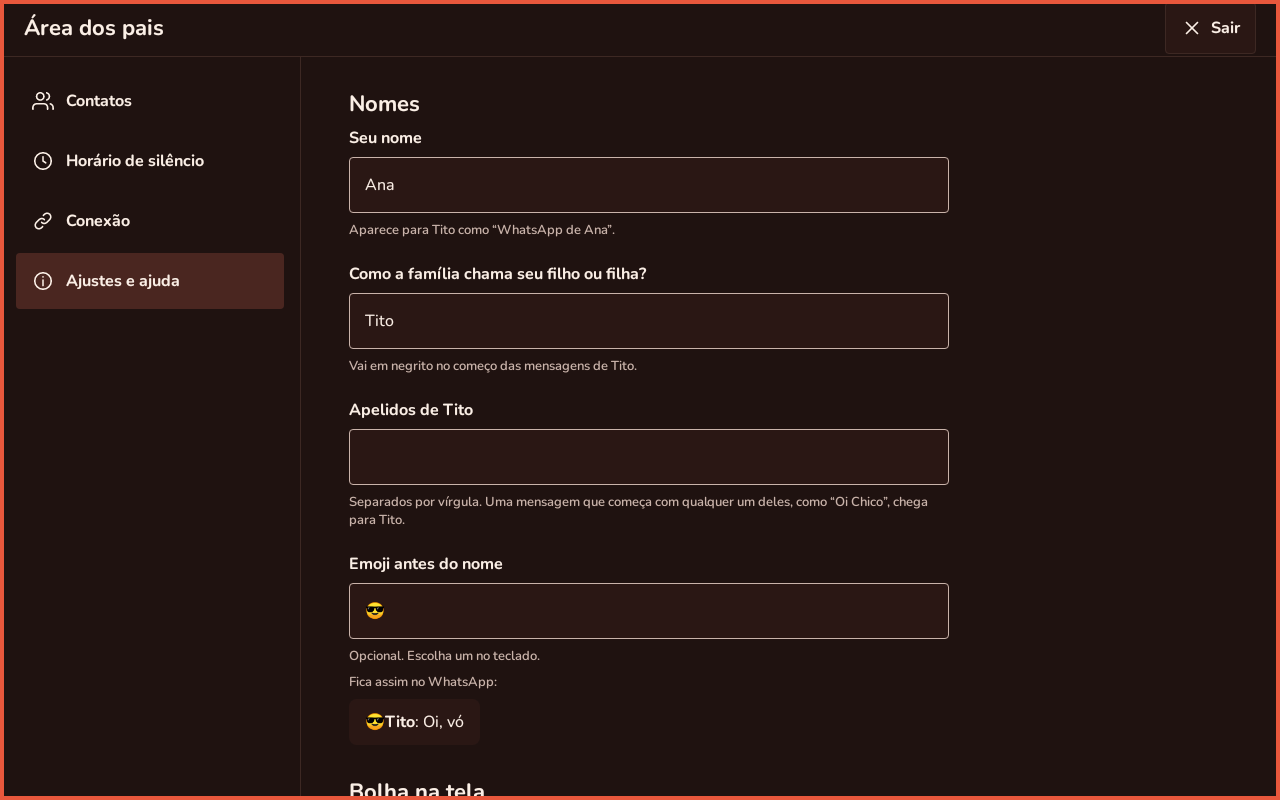 Área dos pais
Sair
Contatos
Horário de silêncio
Conexão
Ajustes e ajuda
Nomes
Seu nome
Ana
Aparece para Tito como “WhatsApp de Ana”.
Como a família chama seu filho ou filha?
Tito
Vai em negrito no começo das mensagens de Tito.
Apelidos de Tito
Separados por vírgula. Uma mensagem que começa com qualquer um deles, como “Oi Chico”, chega
para Tito.
Emoji antes do nome
😎
Opcional. Escolha um no teclado.
Fica assim no WhatsApp:
😎Tito: Oi, vó
Bolha na tela